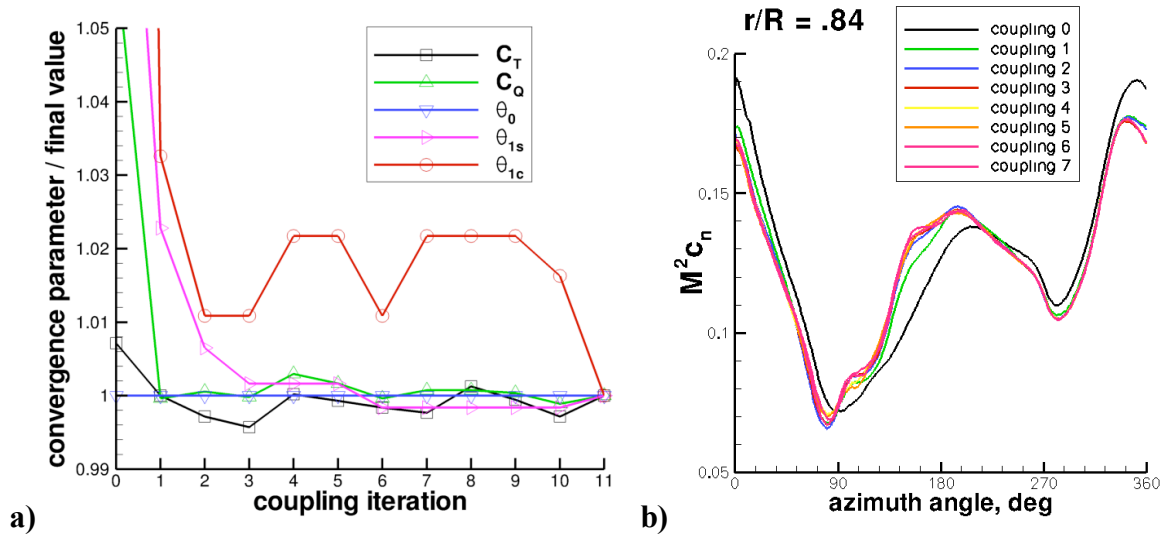 convergence parameter / final value
1.05
1.04
1.03
1.02
1.01
1
0.99
0 1 2 3 4 5 6 7 8 9 10 11
coupling iteration
C_T
C_Q
θ_0
θ_1s
θ_1c
a)
r/R = .84
coupling 0
coupling 1
coupling 2
coupling 3
coupling 4
coupling 5
coupling 6
coupling 7
M²c_n
0.2
0.15
0.1
0.05
0 90 180 270 360
azimuth angle, deg
b)